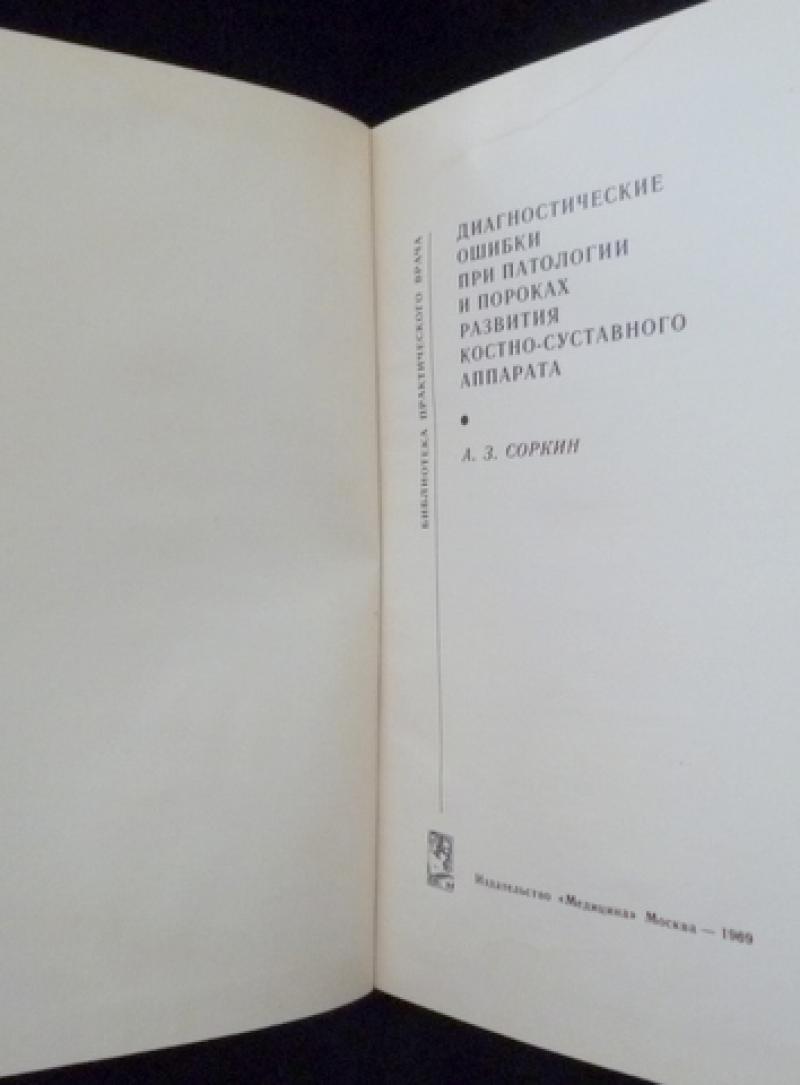 БИБЛИОТЕКА ПРАКТИЧЕСКОГО ВРАЧА
ДИАГНОСТИЧЕСКИЕ
ОШИБКИ
ПРИ ПАТОЛОГИИ
И ПОРОКАХ
РАЗВИТИЯ
КОСТНО-СУСТАВНОГО
АППАРАТА
А. З. СОРКИН
Издательство «Медицина» Москва — 1969